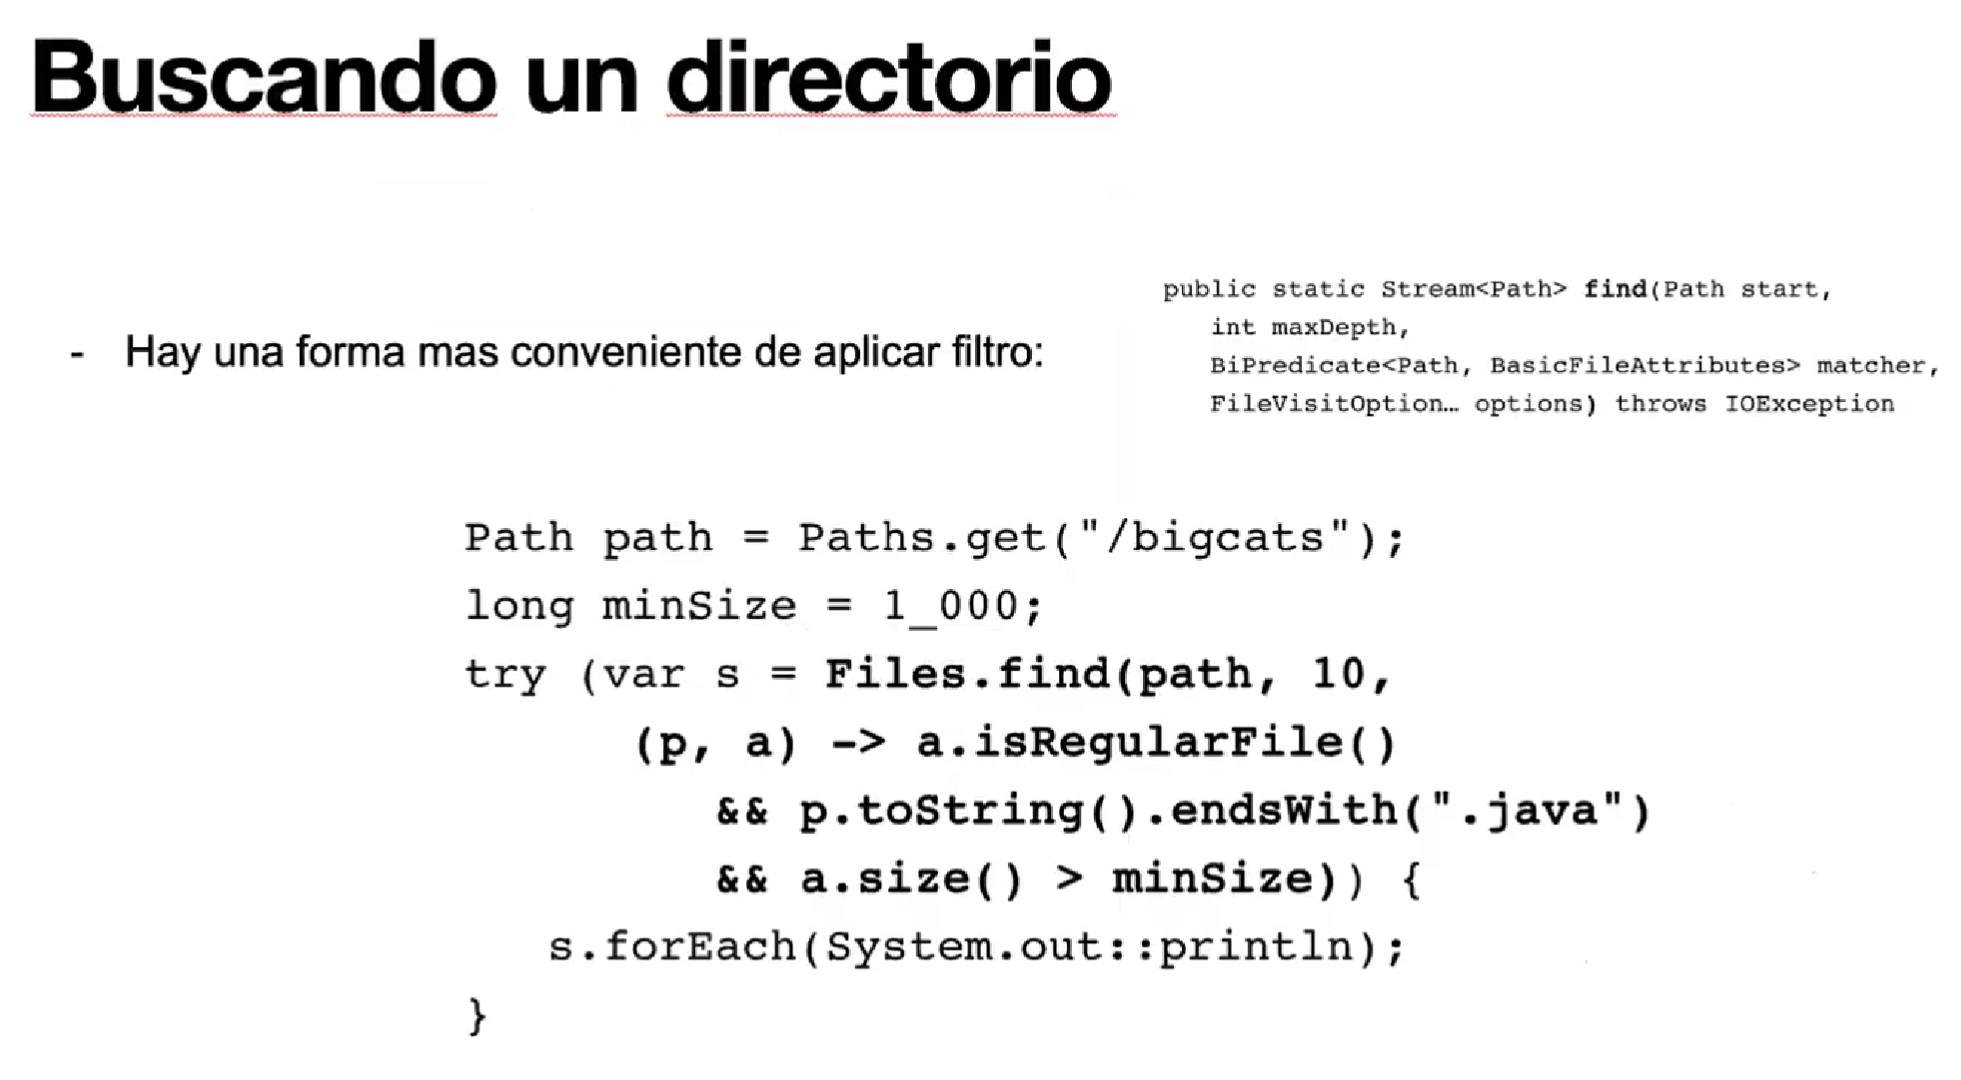 Buscando un directorio
- Hay una forma mas conveniente de aplicar filtro:
public static Stream<Path> find(Path start,
int maxDepth,
BiPredicate<Path, BasicFileAttributes> matcher,
FileVisitOption… options) throws IOException
Path path = Paths.get("/bigcats");
long minSize = 1_000;
try (var s = Files.find(path, 10,
(p, a) -> a.isRegularFile()
&& p.toString().endsWith(".java")
&& a.size() > minSize)) {
s.forEach(System.out::println);
}